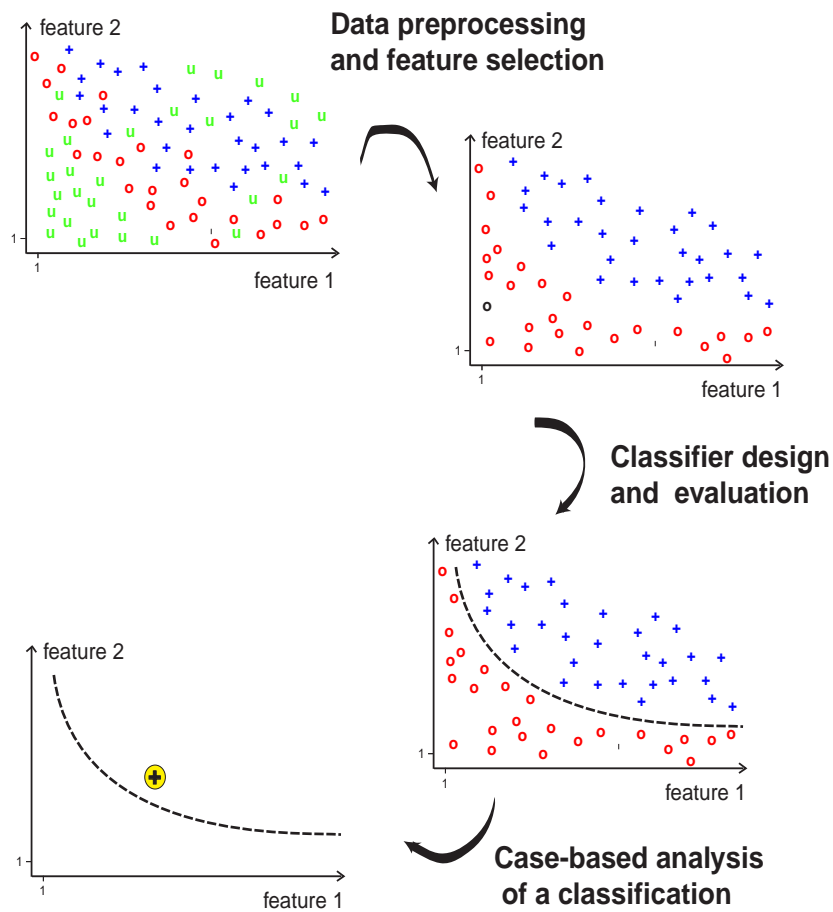 feature 2
Data preprocessing
and feature selection
1
1
feature 1
feature 2
1
1
feature 1
Classifier design
and evaluation
feature 2
1
1
feature 1
feature 2
1
1
feature 1
Case-based analysis
of a classification